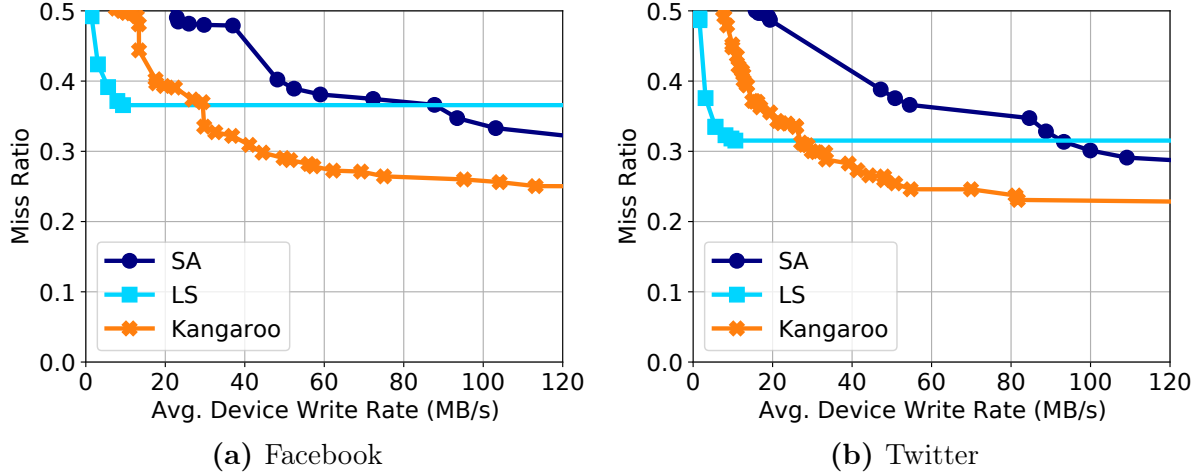 0.5
0.4
0.3
0.2
0.1
0.0
Miss Ratio
SA
LS
Kangaroo
0 20 40 60 80 100 120
Avg. Device Write Rate (MB/s)
(a) Facebook
0.5
0.4
0.3
0.2
0.1
0.0
Miss Ratio
SA
LS
Kangaroo
0 20 40 60 80 100 120
Avg. Device Write Rate (MB/s)
(b) Twitter